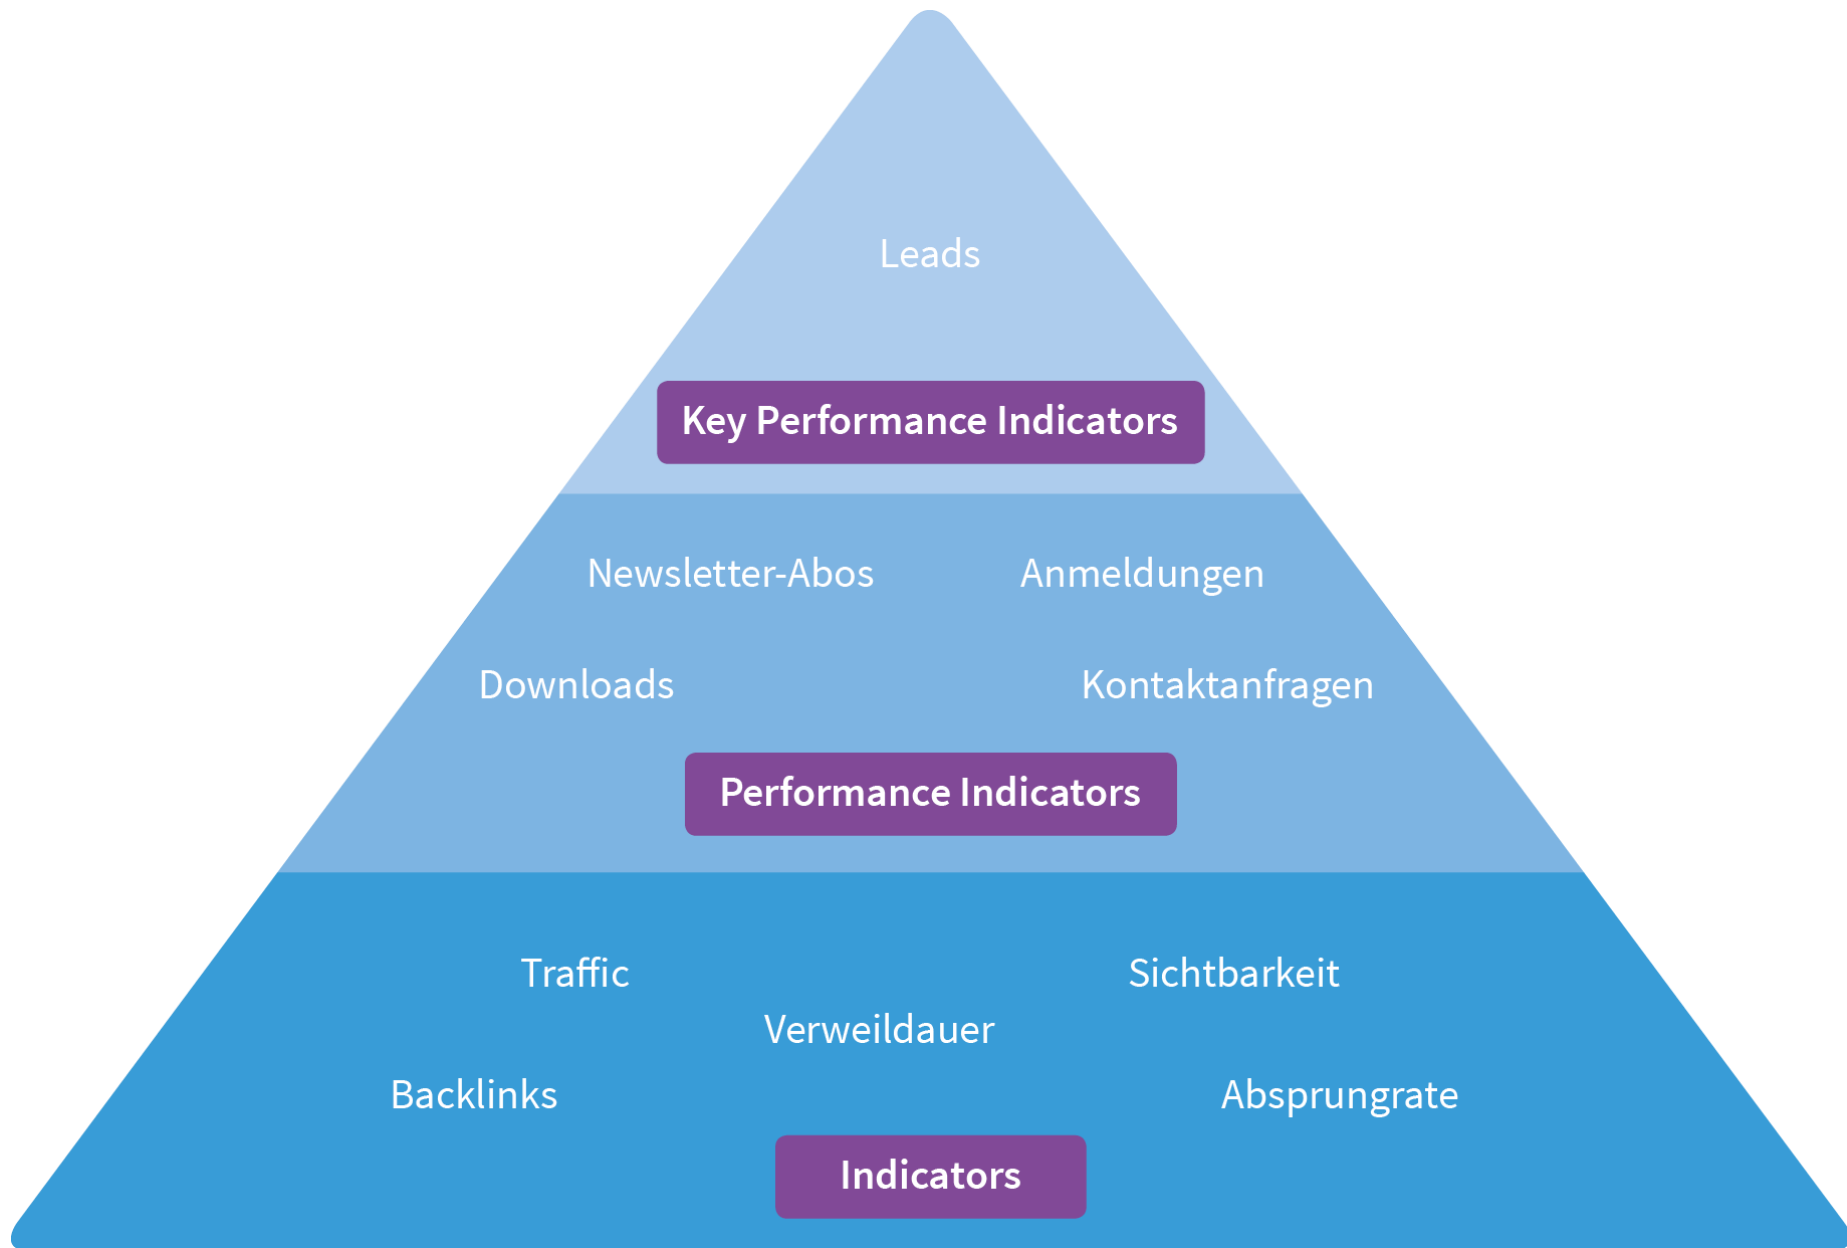 Leads
Key Performance Indicators
Newsletter-Abos
Anmeldungen
Downloads
Kontaktanfragen
Performance Indicators
Traffic
Sichtbarkeit
Verweildauer
Backlinks
Absprungrate
Indicators